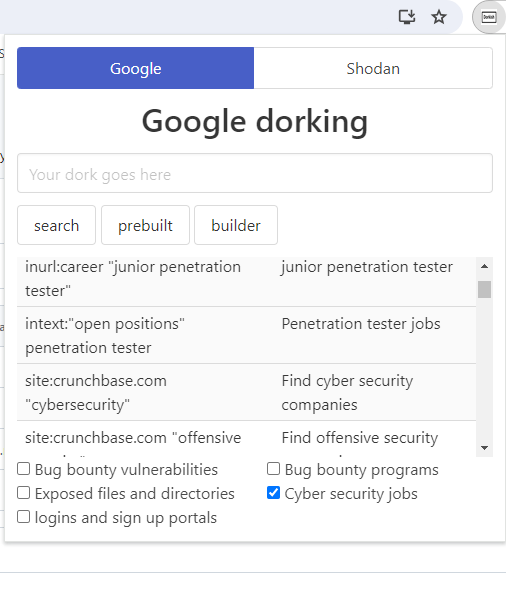 Dorkish
Google
Shodan
Google dorking
Your dork goes here
search
prebuilt
builder
inurl:career "junior penetration
tester"
junior penetration tester
intext:"open positions"
penetration tester
Penetration tester jobs
site:crunchbase.com
"cybersecurity"
Find cyber security
companies
site:crunchbase.com "offensive
Find offensive security
Bug bounty vulnerabilities
Bug bounty programs
Exposed files and directories
Cyber security jobs
logins and sign up portals